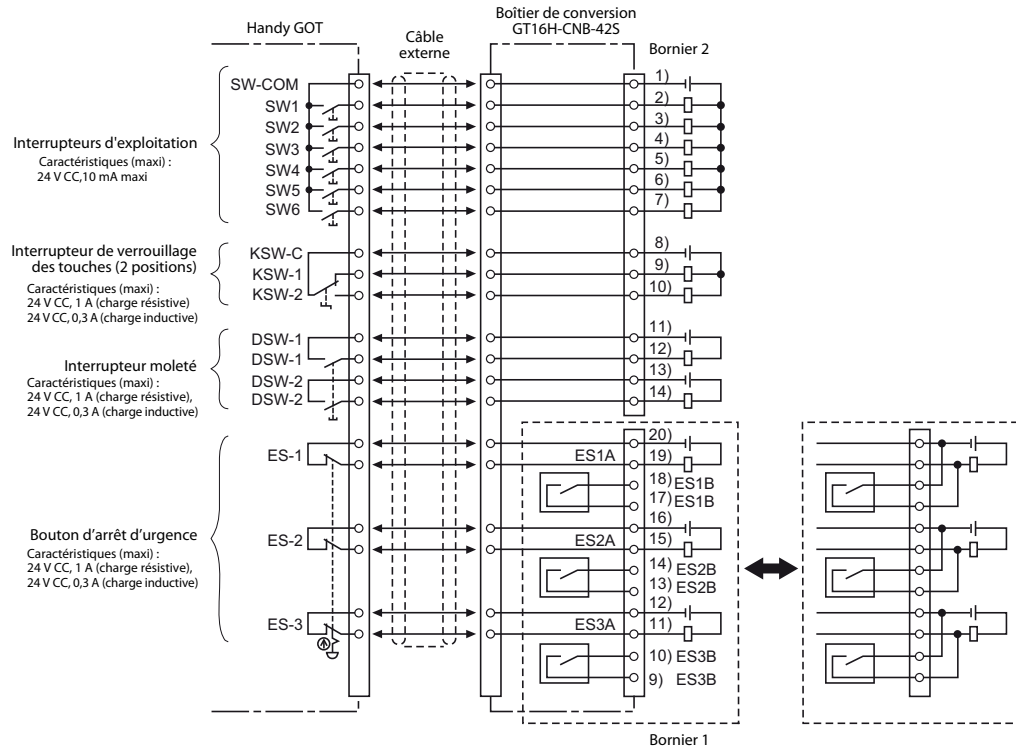 Handy GOT
Câble
externe
Boîtier de conversion
GT16H-CNB-42S
Bornier 2
Interrupteurs d'exploitation
Caractéristiques (maxi) :
24 V CC,10 mA maxi
SW-COM
SW1
SW2
SW3
SW4
SW5
SW6
1)
2)
3)
4)
5)
6)
7)
Interrupteur de verrouillage
des touches (2 positions)
Caractéristiques (maxi) :
24 V CC, 1 A (charge résistive)
24 V CC, 0,3 A (charge inductive)
KSW-C
KSW-1
KSW-2
8)
9)
10)
Interrupteur moleté
Caractéristiques (maxi) :
24 V CC, 1 A (charge résistive),
24 V CC, 0,3 A (charge inductive)
DSW-1
DSW-1
DSW-2
DSW-2
11)
12)
13)
14)
Bouton d’arrêt d’urgence
Caractéristiques (maxi) :
24 V CC, 1 A (charge résistive),
24 V CC, 0,3 A (charge inductive)
ES-1
ES-2
ES-3
20)
ES1A 19)
18) ES1B
17) ES1B
16)
ES2A 15)
14) ES2B
13) ES2B
12)
ES3A 11)
10) ES3B
9) ES3B
Bornier 1